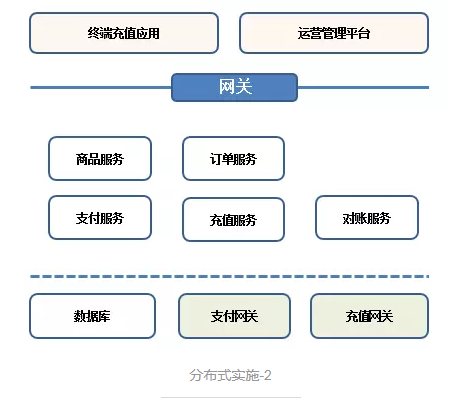 终端充值应用
运营管理平台
网关
商品服务
订单服务
支付服务
充值服务
对账服务
数据库
支付网关
充值网关
分布式实施-2